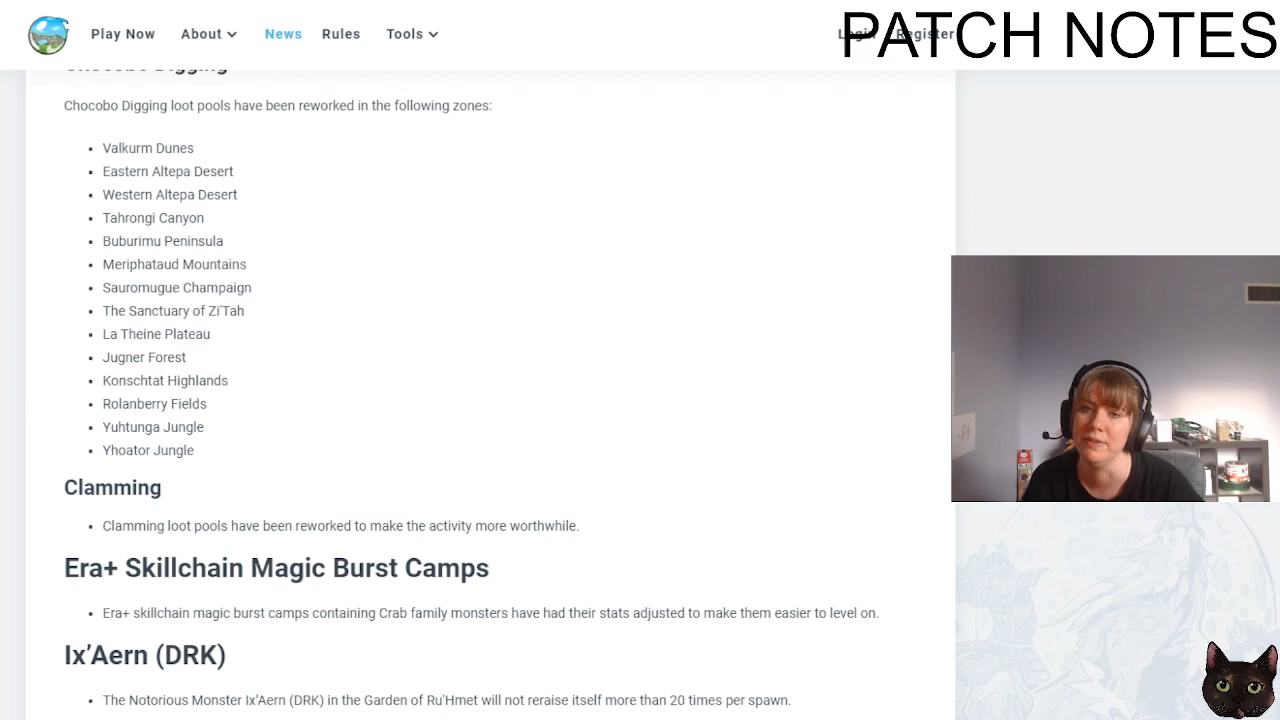 Play Now About News Rules Tools Login Register
PATCH NOTES
Chocobo Digging
Chocobo Digging loot pools have been reworked in the following zones:
Valkurm Dunes
Eastern Altepa Desert
Western Altepa Desert
Tahrongi Canyon
Buburimu Peninsula
Meriphataud Mountains
Sauromugue Champaign
The Sanctuary of Zi'Tah
La Theine Plateau
Jugner Forest
Konschtat Highlands
Rolanberry Fields
Yuhtunga Jungle
Yhoator Jungle
Clamming
Clamming loot pools have been reworked to make the activity more worthwhile.
Era+ Skillchain Magic Burst Camps
Era+ skillchain magic burst camps containing Crab family monsters have had their stats adjusted to make them easier to level on.
Ix’Aern (DRK)
The Notorious Monster Ix’Aern (DRK) in the Garden of Ru'Hmet will not reraise itself more than 20 times per spawn.